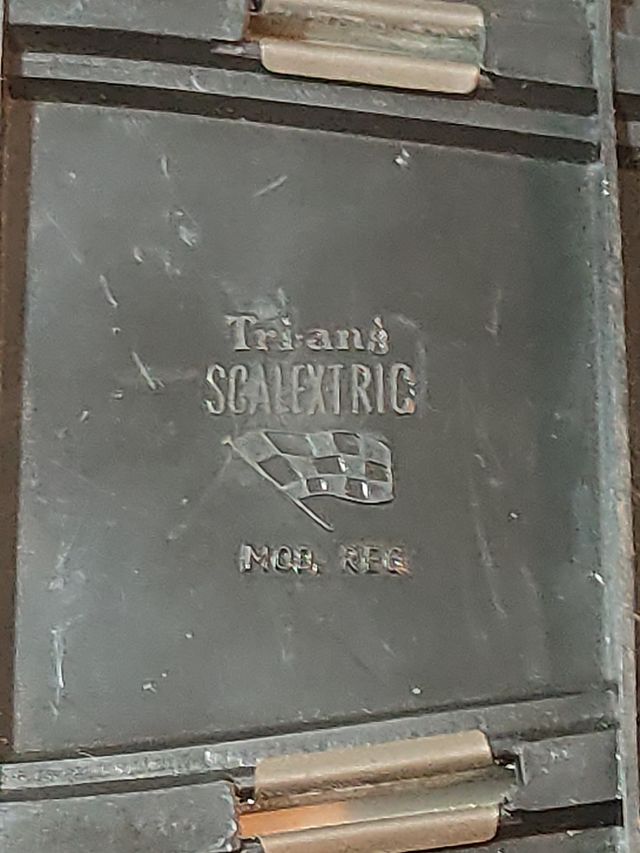 Tri-ang
SCALEXTRIC
MOD. REG.